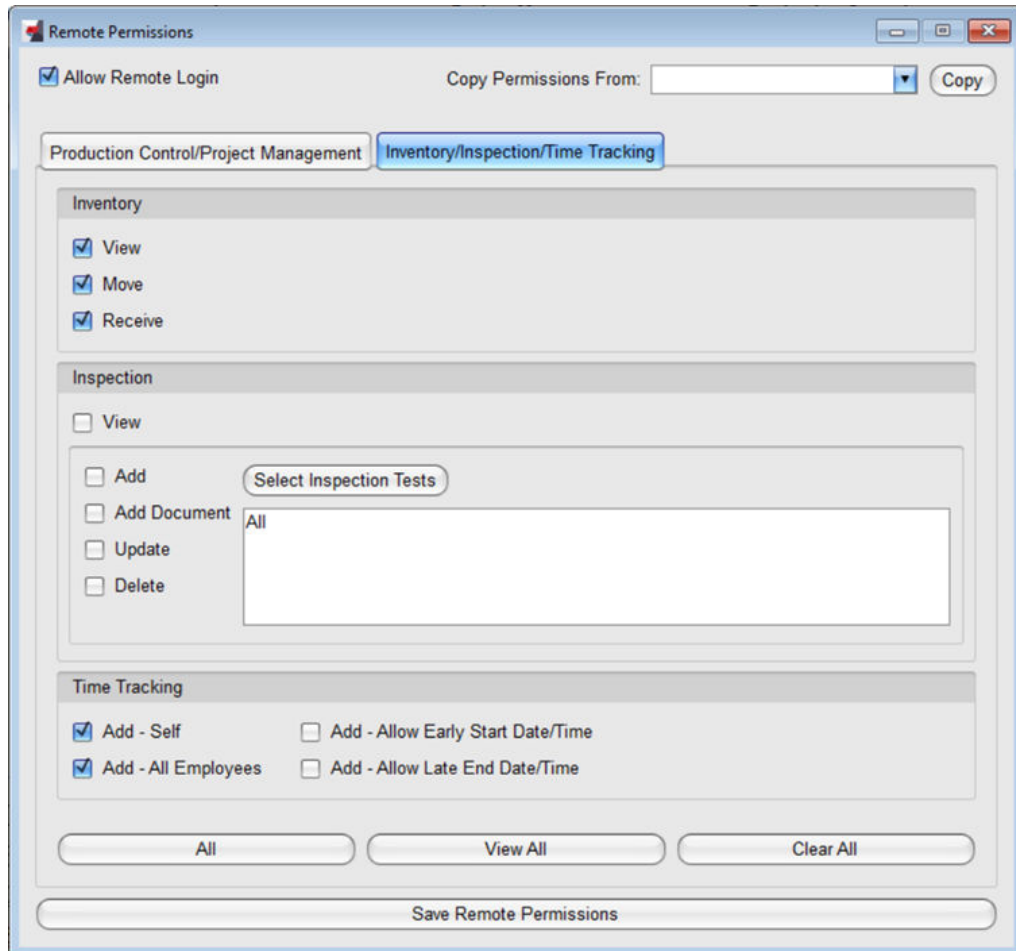 Remote Permissions
Allow Remote Login Copy Permissions From: Copy
Production Control/Project Management Inventory/Inspection/Time Tracking
Inventory
View
Move
Receive
Inspection
View
Add Select Inspection Tests
Add Document All
Update
Delete
Time Tracking
Add - Self Add - Allow Early Start Date/Time
Add - All Employees Add - Allow Late End Date/Time
All View All Clear All
Save Remote Permissions